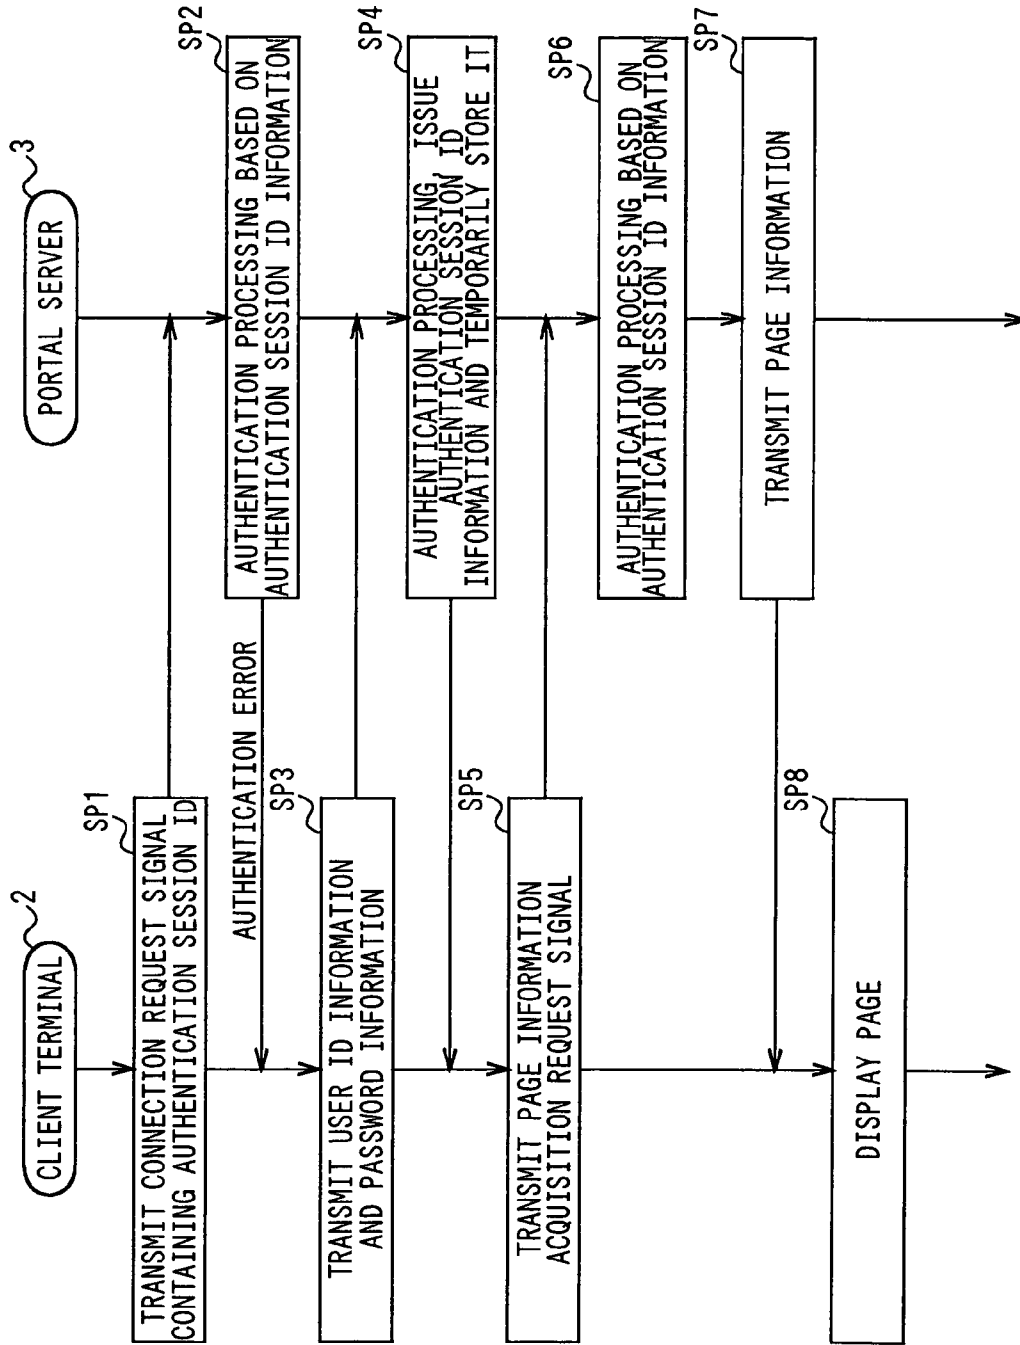 CLIENT TERMINAL
2
PORTAL SERVER
3
SP1
TRANSMIT CONNECTION REQUEST SIGNAL
CONTAINING AUTHENTICATION SESSION ID
SP2
AUTHENTICATION PROCESSING BASED ON
AUTHENTICATION SESSION ID INFORMATION
AUTHENTICATION ERROR
SP3
TRANSMIT USER ID INFORMATION
AND PASSWORD INFORMATION
SP4
AUTHENTICATION PROCESSING, ISSUE
AUTHENTICATION SESSION ID
INFORMATION AND TEMPORARILY STORE IT
SP5
TRANSMIT PAGE INFORMATION
ACQUISITION REQUEST SIGNAL
SP6
AUTHENTICATION PROCESSING BASED ON
AUTHENTICATION SESSION ID INFORMATION
SP7
TRANSMIT PAGE INFORMATION
SP8
DISPLAY PAGE